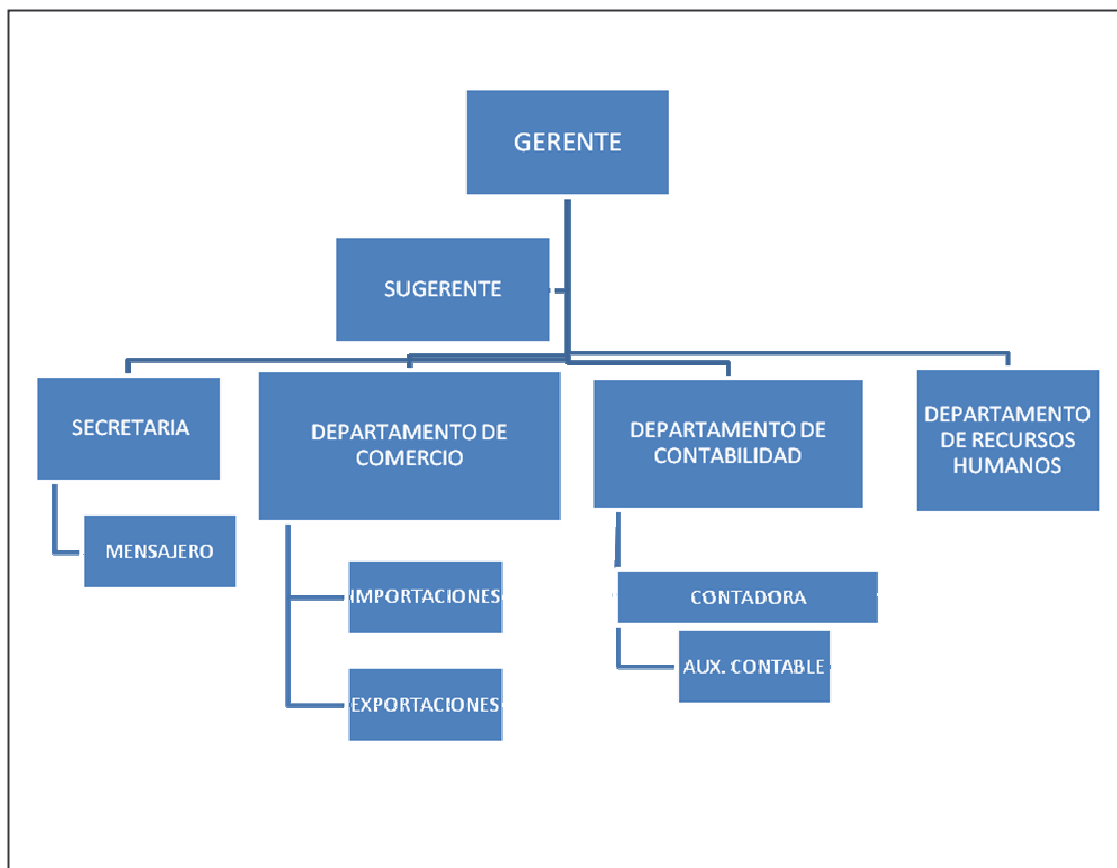 GERENTE
SUGERENTE
SECRETARIA
DEPARTAMENTO DE
COMERCIO
DEPARTAMENTO DE
CONTABILIDAD
DEPARTAMENTO
DE RECURSOS
HUMANOS
MENSAJERO
IMPORTACIONES
EXPORTACIONES
CONTADORA
AUX. CONTABLE